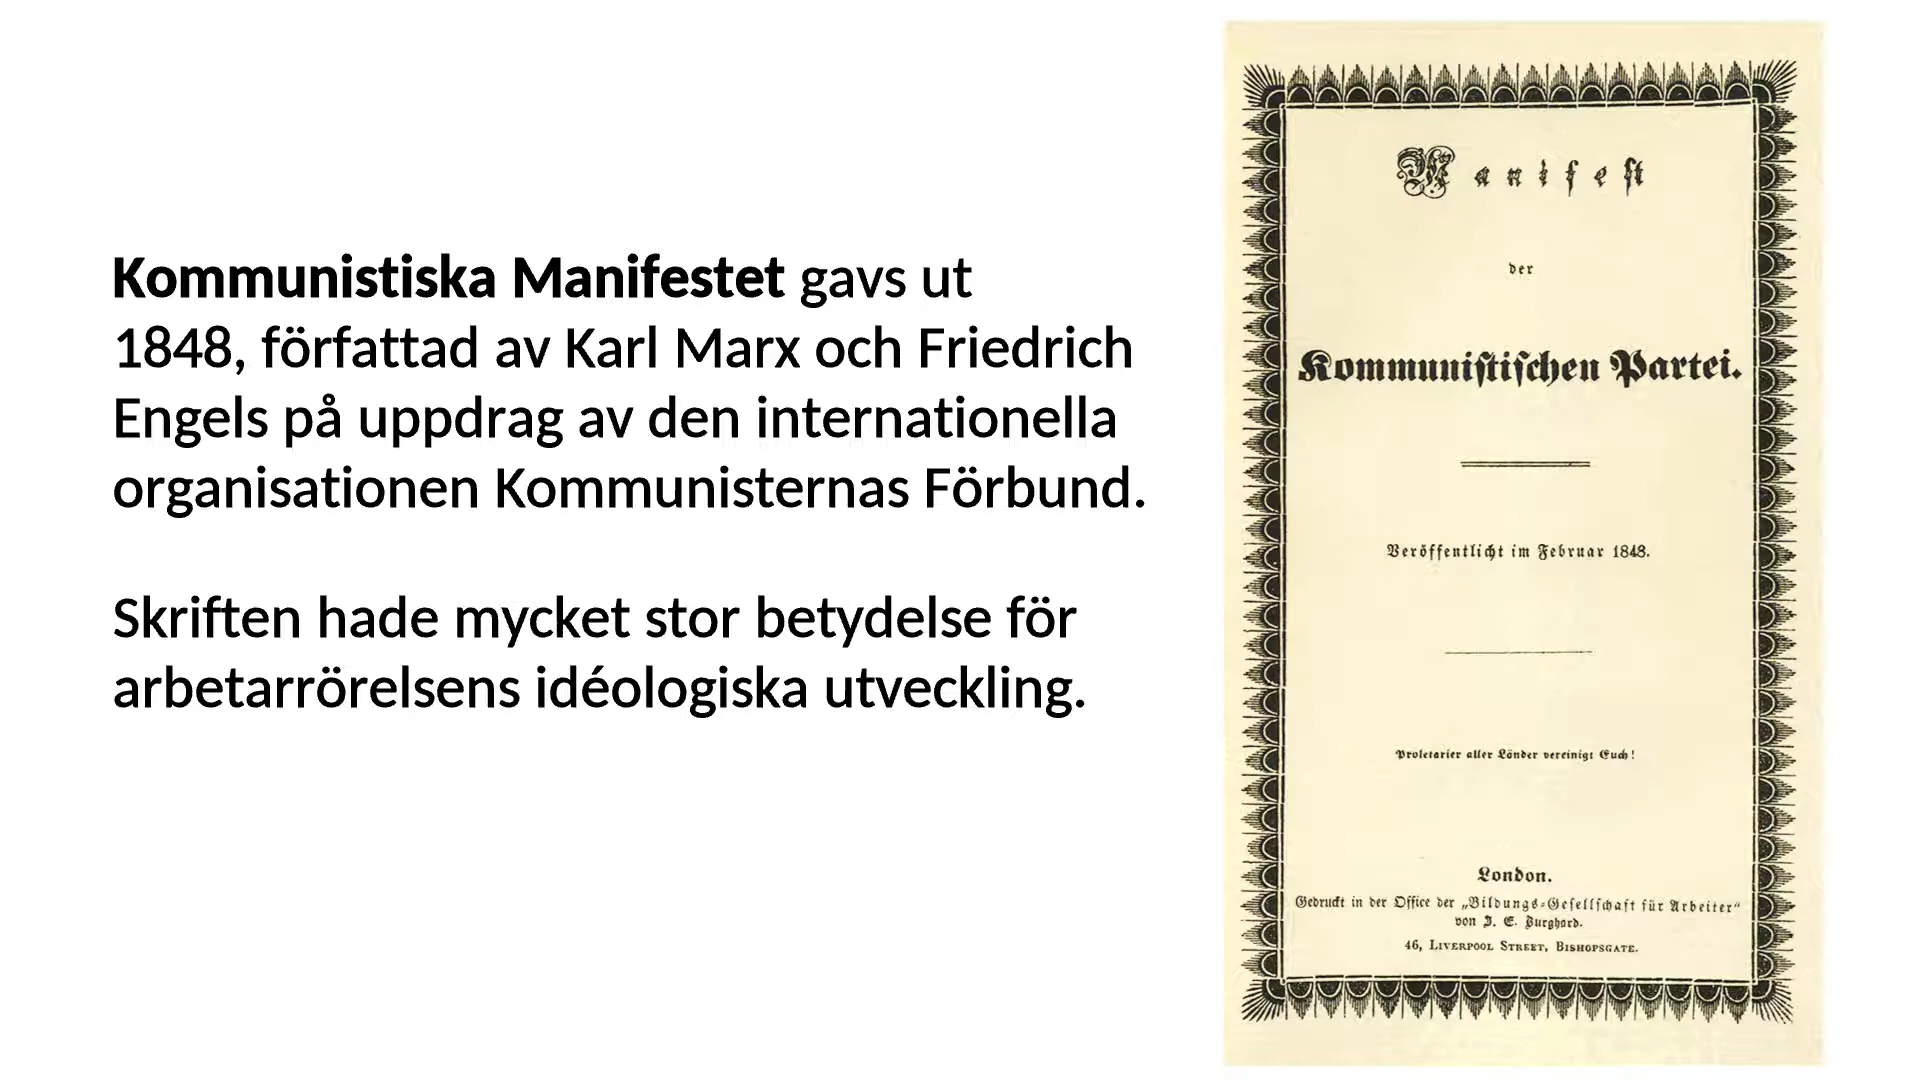 Kommunistiska Manifestet gavs ut
1848, författad av Karl Marx och Friedrich
Engels på uppdrag av den internationella
organisationen Kommunisternas Förbund.
Skriften hade mycket stor betydelse för
arbetarrörelsens idéologiska utveckling.
Manifest
der
Kommunistischen Partei.
Veröffentlicht im Februar 1848.
Proletarier aller Länder vereinigt Euch!
London.
Gedruckt in der Office der „Bildungs-Gesellschaft für Arbeiter“
von J. E. Burghard.
46, LIVERPOOL STREET, BISHOPSGATE.